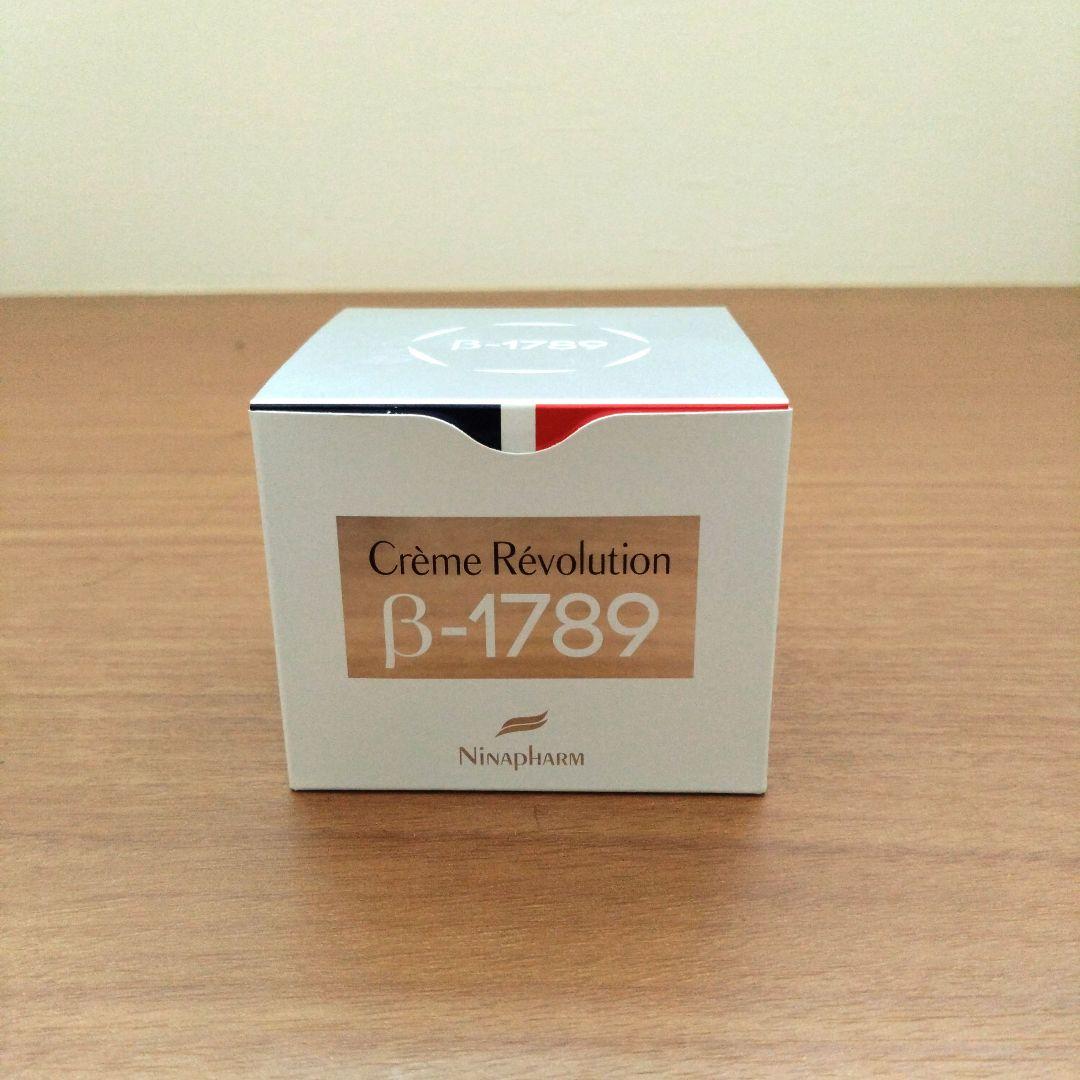 β-1789
Crème Révolution
β-1789
NINAPHARM